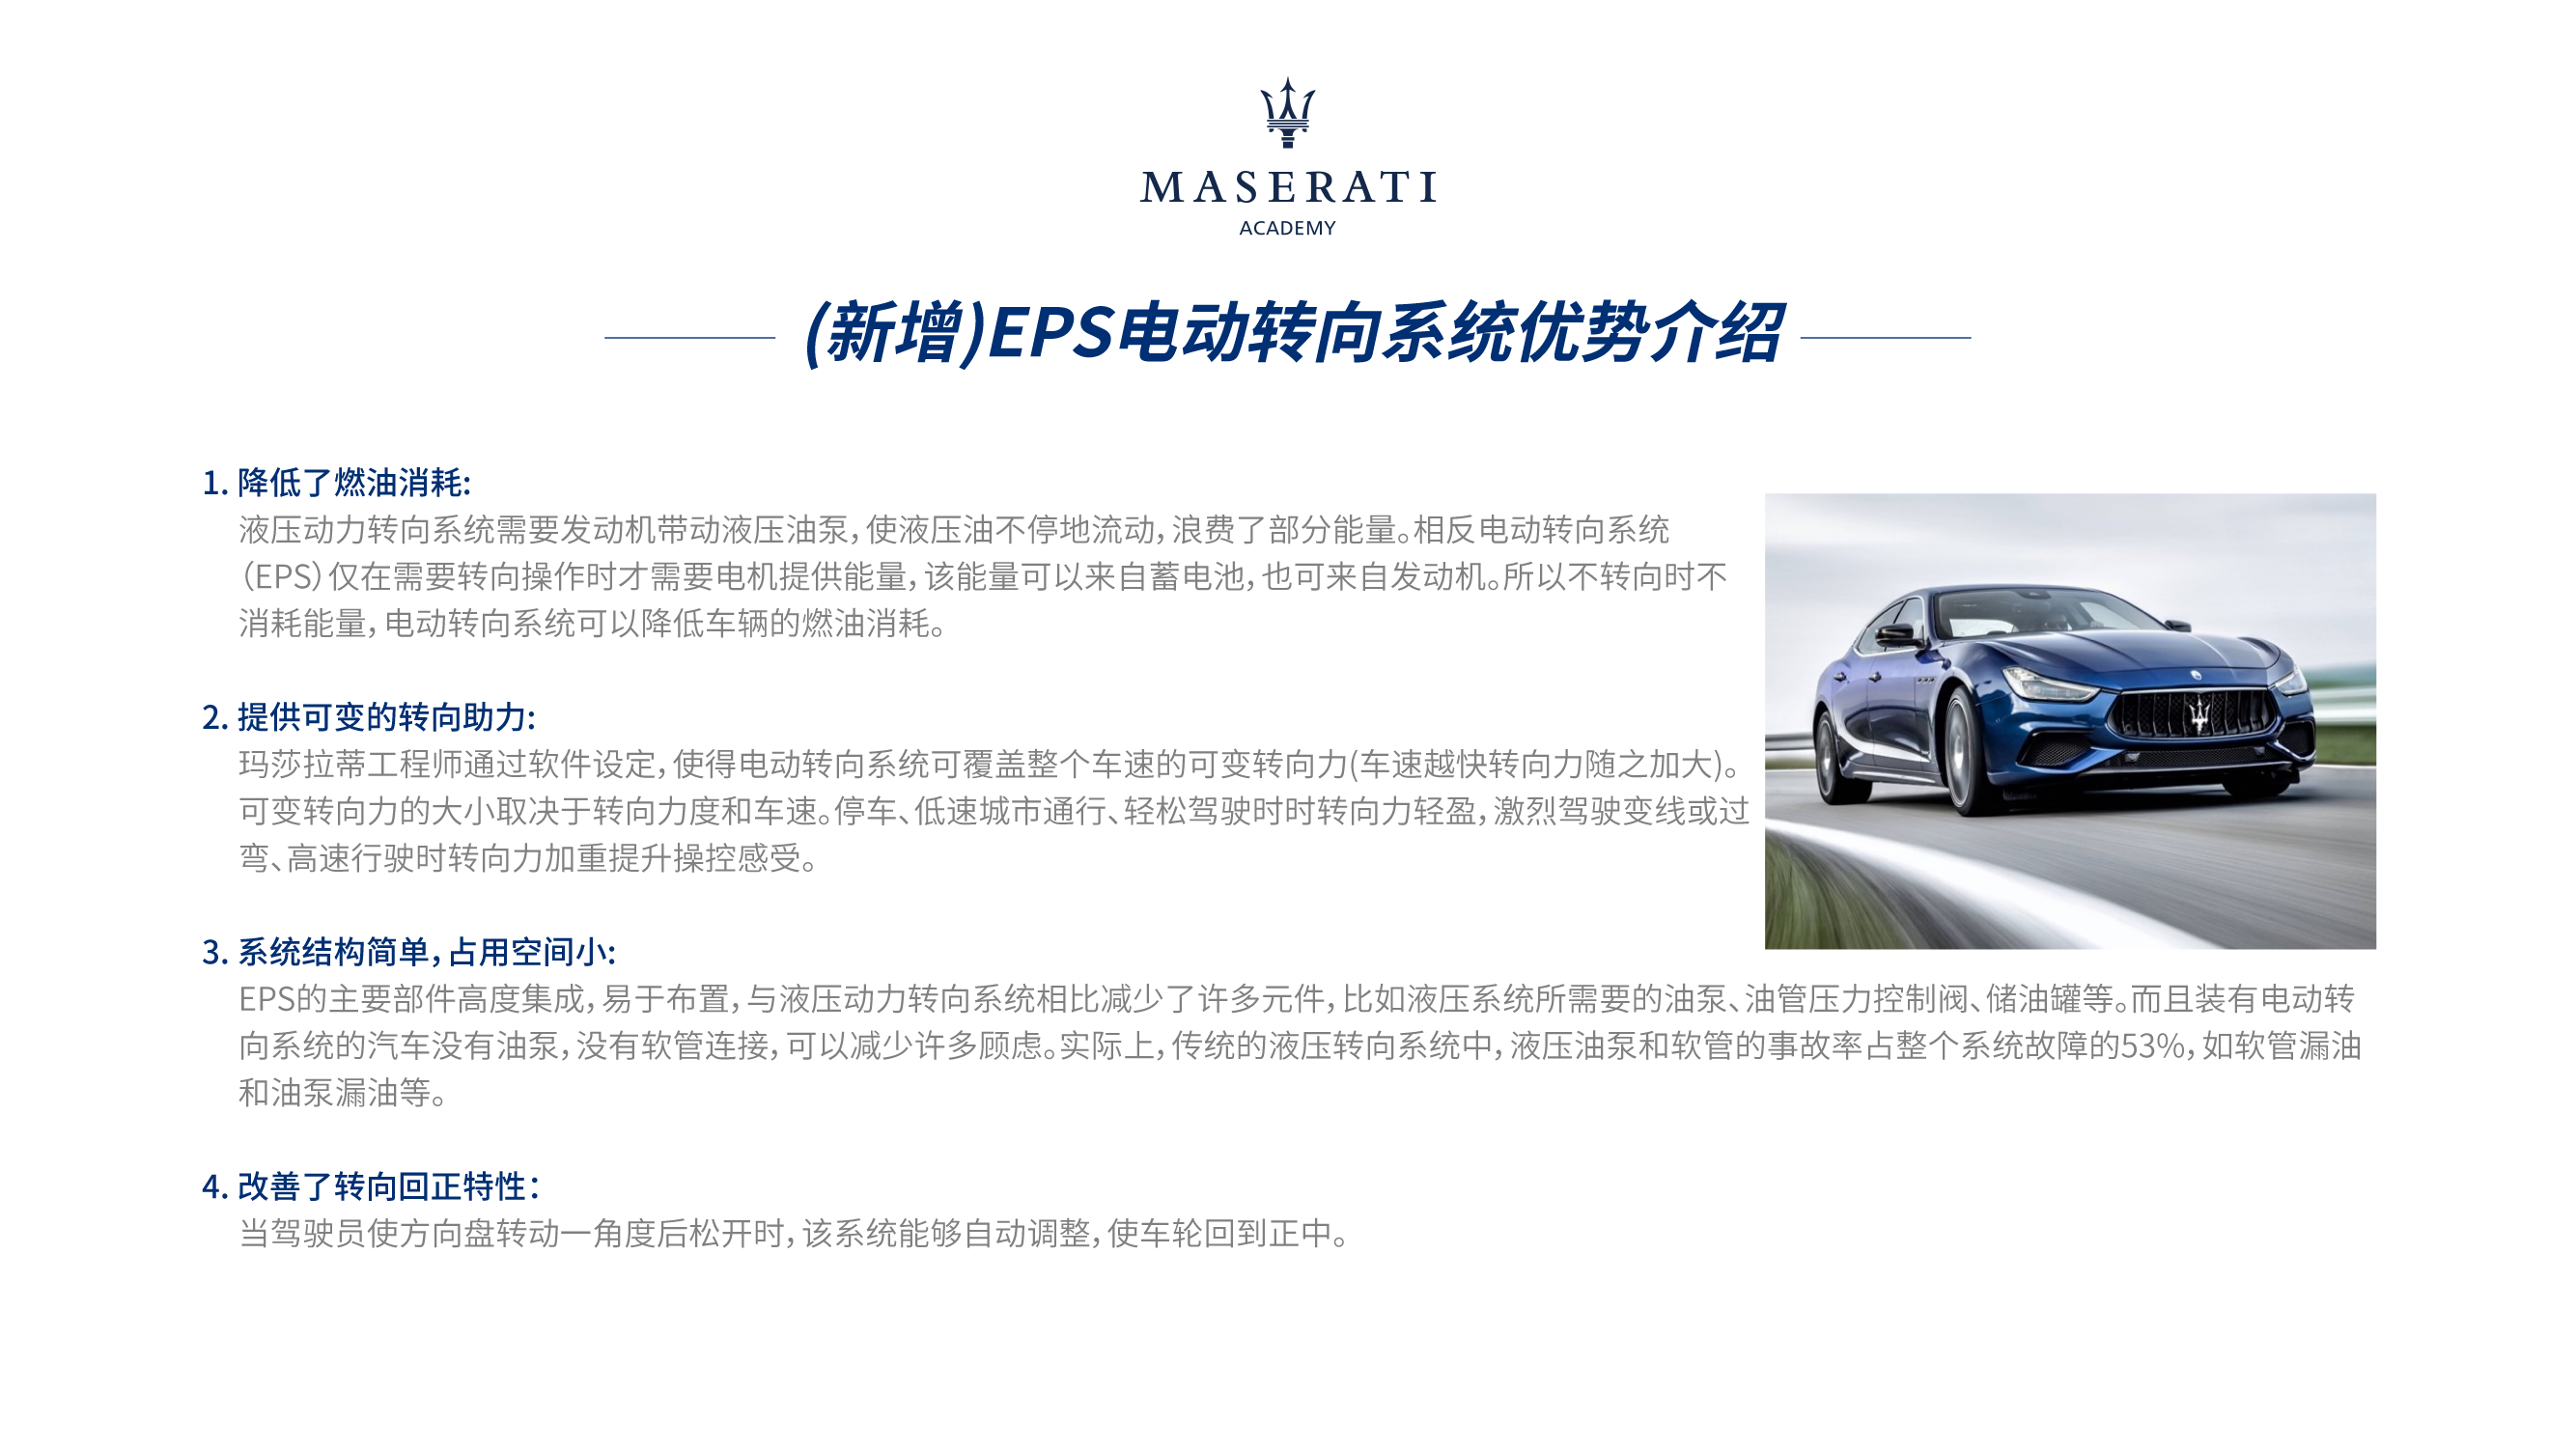 MASERATI
ACADEMY
(新增)EPS电动转向系统优势介绍
1. 降低了燃油消耗:
液压动力转向系统需要发动机带动液压油泵，使液压油不停地流动，浪费了部分能量。相反电动转向系统
（EPS）仅在需要转向操作时才需要电机提供能量，该能量可以来自蓄电池，也可来自发动机。所以不转向时不
消耗能量，电动转向系统可以降低车辆的燃油消耗。
2. 提供可变的转向助力:
玛莎拉蒂工程师通过软件设定，使得电动转向系统可覆盖整个车速的可变转向力(车速越快转向力随之加大)。
可变转向力的大小取决于转向力度和车速。停车、低速城市通行、轻松驾驶时时转向力轻盈，激烈驾驶变线或过
弯、高速行驶时转向力加重提升操控感受。
3. 系统结构简单，占用空间小:
EPS的主要部件高度集成，易于布置，与液压动力转向系统相比减少了许多元件，比如液压系统所需要的油泵、油管压力控制阀、储油罐等。而且装有电动转
向系统的汽车没有油泵，没有软管连接，可以减少许多顾虑。实际上，传统的液压转向系统中，液压油泵和软管的事故率占整个系统故障的53%，如软管漏油
和油泵漏油等。
4. 改善了转向回正特性：
当驾驶员使方向盘转动一角度后松开时，该系统能够自动调整，使车轮回到正中。